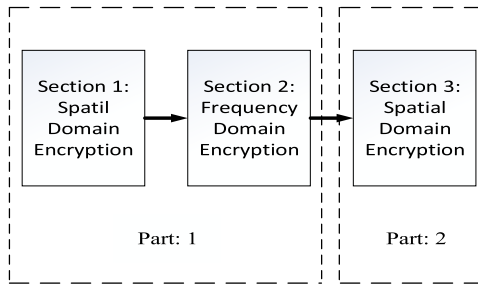 Section 1:
Spatil
Domain
Encryption
Section 2:
Frequency
Domain
Encryption
Section 3:
Spatial
Domain
Encryption
Part: 1
Part: 2